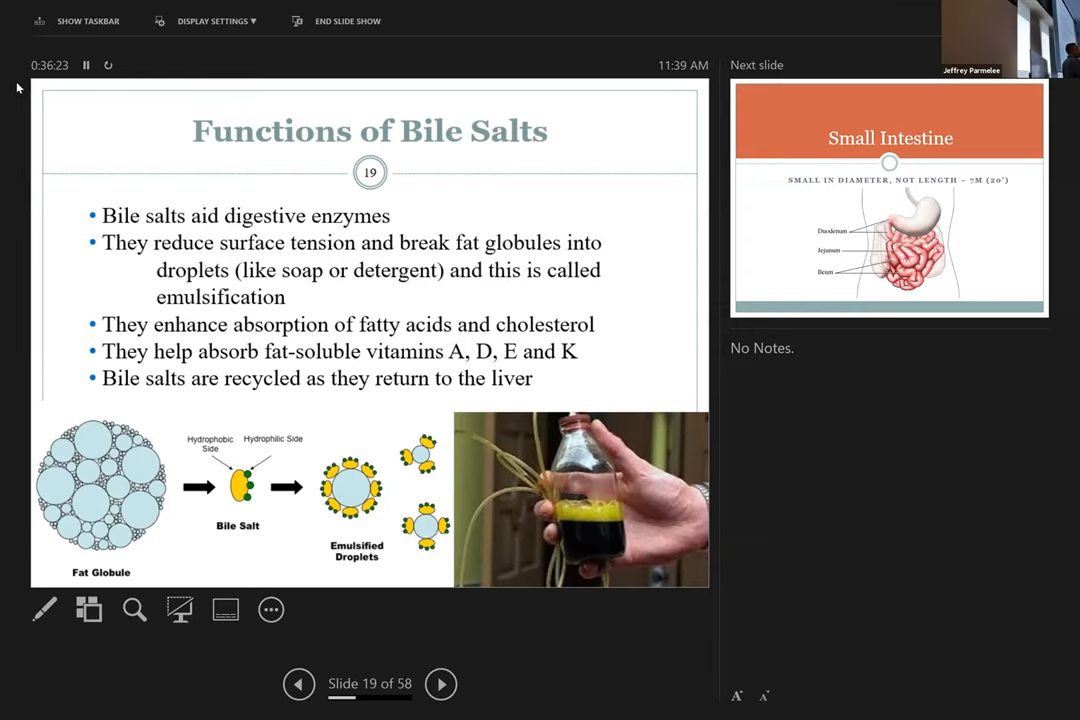 SHOW TASKBAR
DISPLAY SETTINGS ▼
END SLIDE SHOW
0:36:23
11:39 AM
Next slide
Jeffrey Parmelee
Functions of Bile Salts
19
• Bile salts aid digestive enzymes
• They reduce surface tension and break fat globules into
droplets (like soap or detergent) and this is called
emulsification
• They enhance absorption of fatty acids and cholesterol
• They help absorb fat-soluble vitamins A, D, E and K
• Bile salts are recycled as they return to the liver
Hydrophobic
Side
Hydrophilic Side
Bile Salt
Emulsified
Droplets
Fat Globule
Small Intestine
SMALL IN DIAMETER, NOT LENGTH – 7M (20')
Duodenum
Jejunum
Ileum
No Notes.
Slide 19 of 58
A
A